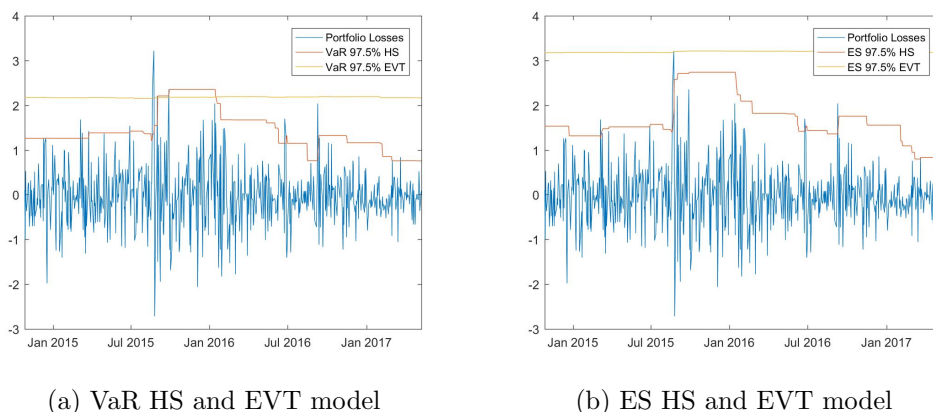 4
3
2
1
0
-1
-2
-3
Jan 2015
Jul 2015
Jan 2016
Jul 2016
Jan 2017
Portfolio Losses
VaR 97.5% HS
VaR 97.5% EVT
(a) VaR HS and EVT model
4
3
2
1
0
-1
-2
-3
Jan 2015
Jul 2015
Jan 2016
Jul 2016
Jan 2017
Portfolio Losses
ES 97.5% HS
ES 97.5% EVT
(b) ES HS and EVT model